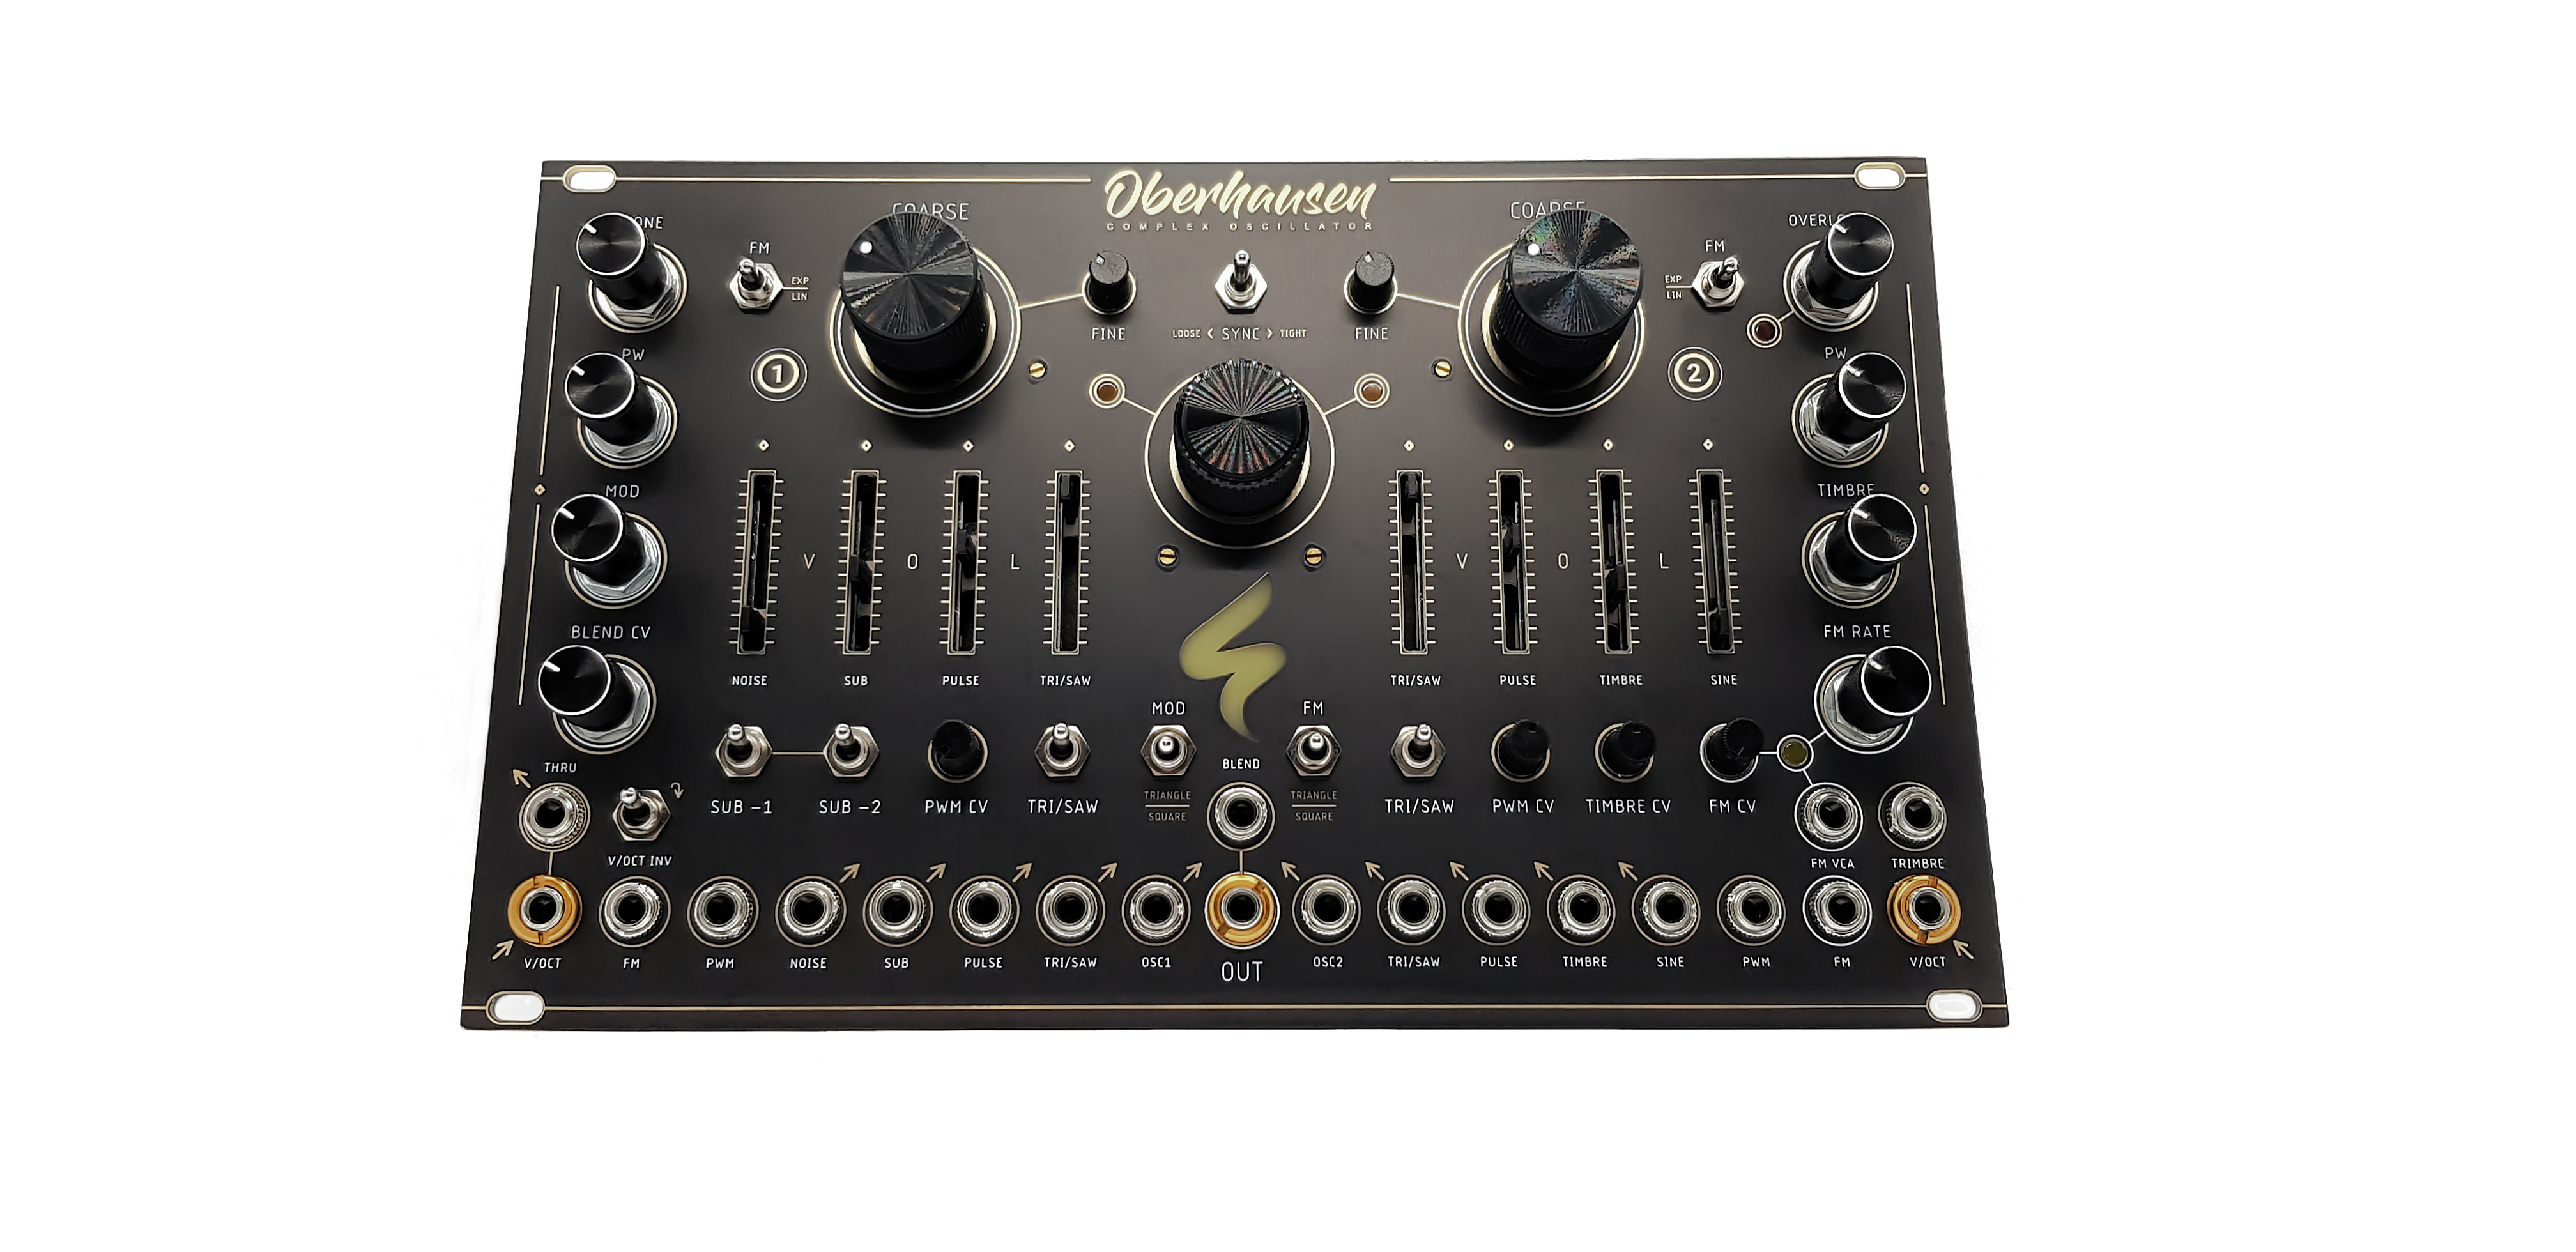 Oberhausen
COMPLEX OSCILLATOR
COARSE
COARSE
FM
EXP
LIN
FINE
LOOSE < SYNC > TIGHT
FINE
FM
EXP
LIN
PW
1
2
PW
MOD
TIMBRE
V O L
V O L
BLEND CV
FM RATE
NOISE
SUB
PULSE
TRI/SAW
TRI/SAW
PULSE
TIMBRE
SINE
MOD
FM
BLEND
THRU
TRIANGLE
SQUARE
TRIANGLE
SQUARE
SUB -1
SUB -2
PWM CV
TRI/SAW
TRI/SAW
PWM CV
TIMBRE CV
FM CV
V/OCT INV
FM VCA
TRIMBRE
V/OCT
FM
PWM
NOISE
SUB
PULSE
TRI/SAW
OSC1
OUT
OSC2
TRI/SAW
PULSE
TIMBRE
SINE
PWM
FM
V/OCT